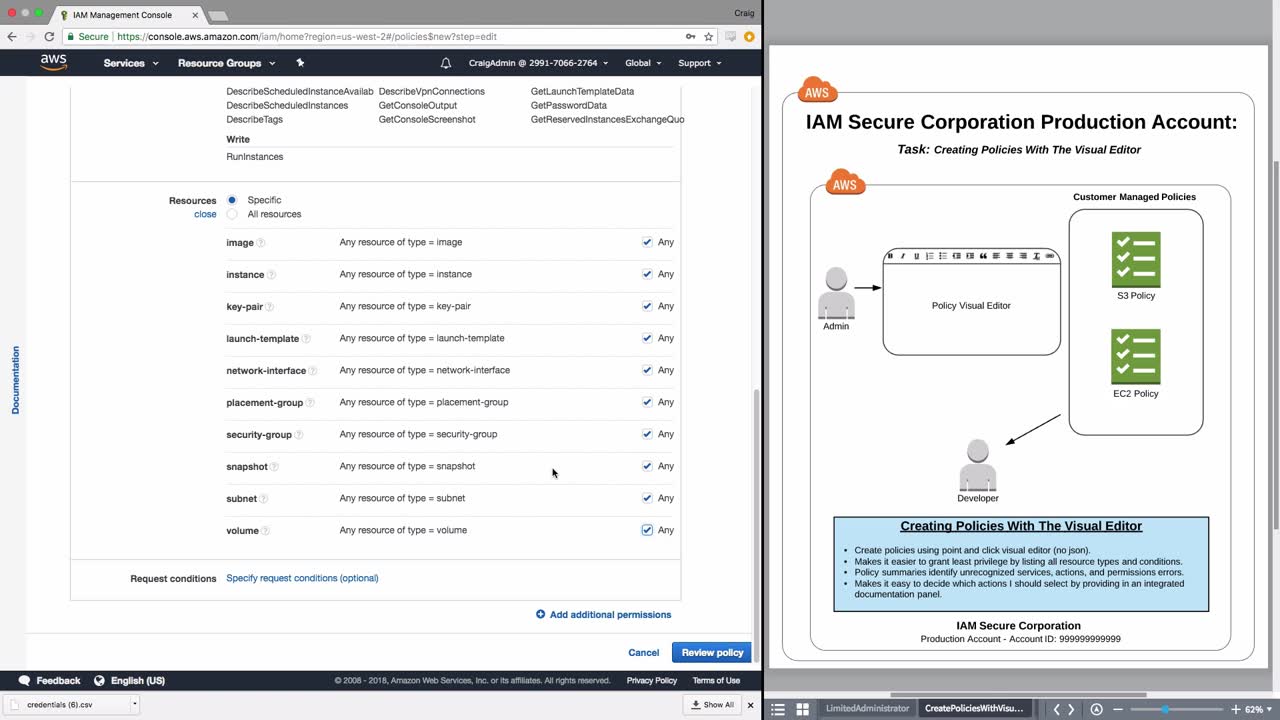 IAM Management Console
Craig
Secure
https://console.aws.amazon.com/iam/home?region=us-west-2#/policies$new?step=edit
aws
Services
Resource Groups
CraigAdmin @ 2991-7066-2764
Global
Support
DescribeScheduledInstanceAvailab DescribeVpnConnections GetLaunchTemplateData
DescribeScheduledInstances GetConsoleOutput GetPasswordData
DescribeTags GetConsoleScreenshot GetReservedInstancesExchangeQuo
Write
RunInstances
Resources Specific
close All resources
image Any resource of type = image Any
instance Any resource of type = instance Any
key-pair Any resource of type = key-pair Any
launch-template Any resource of type = launch-template Any
network-interface Any resource of type = network-interface Any
placement-group Any resource of type = placement-group Any
security-group Any resource of type = security-group Any
snapshot Any resource of type = snapshot Any
subnet Any resource of type = subnet Any
volume Any resource of type = volume Any
Request conditions Specify request conditions (optional)
Add additional permissions
Cancel Review policy
Documentation
Feedback English (US) © 2008 - 2018, Amazon Web Services, Inc. or its affiliates. All rights reserved. Privacy Policy Terms of Use
credentials (6).csv
Show All
AWS
IAM Secure Corporation Production Account:
Task: Creating Policies With The Visual Editor
AWS
Customer Managed Policies
Policy Visual Editor
Admin
S3 Policy
EC2 Policy
Developer
Creating Policies With The Visual Editor
• Create policies using point and click visual editor (no json).
• Makes it easier to grant least privilege by listing all resource types and conditions.
• Policy summaries identify unrecognized services, actions, and permissions errors.
• Makes it easy to decide which actions I should select by providing in an integrated
documentation panel.
IAM Secure Corporation
Production Account - Account ID: 999999999999
LimitedAdministrator
CreatePoliciesWithVisu...
62%